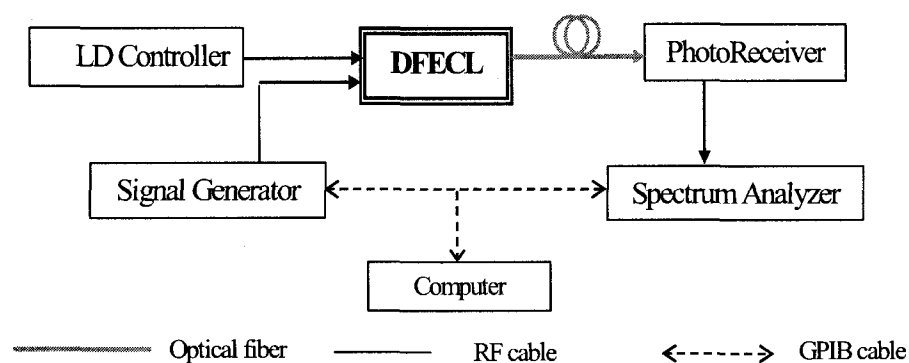 LD Controller
DFECL
PhotoReceiver
Signal Generator
Spectrum Analyzer
Computer
Optical fiber
RF cable
GPIB cable